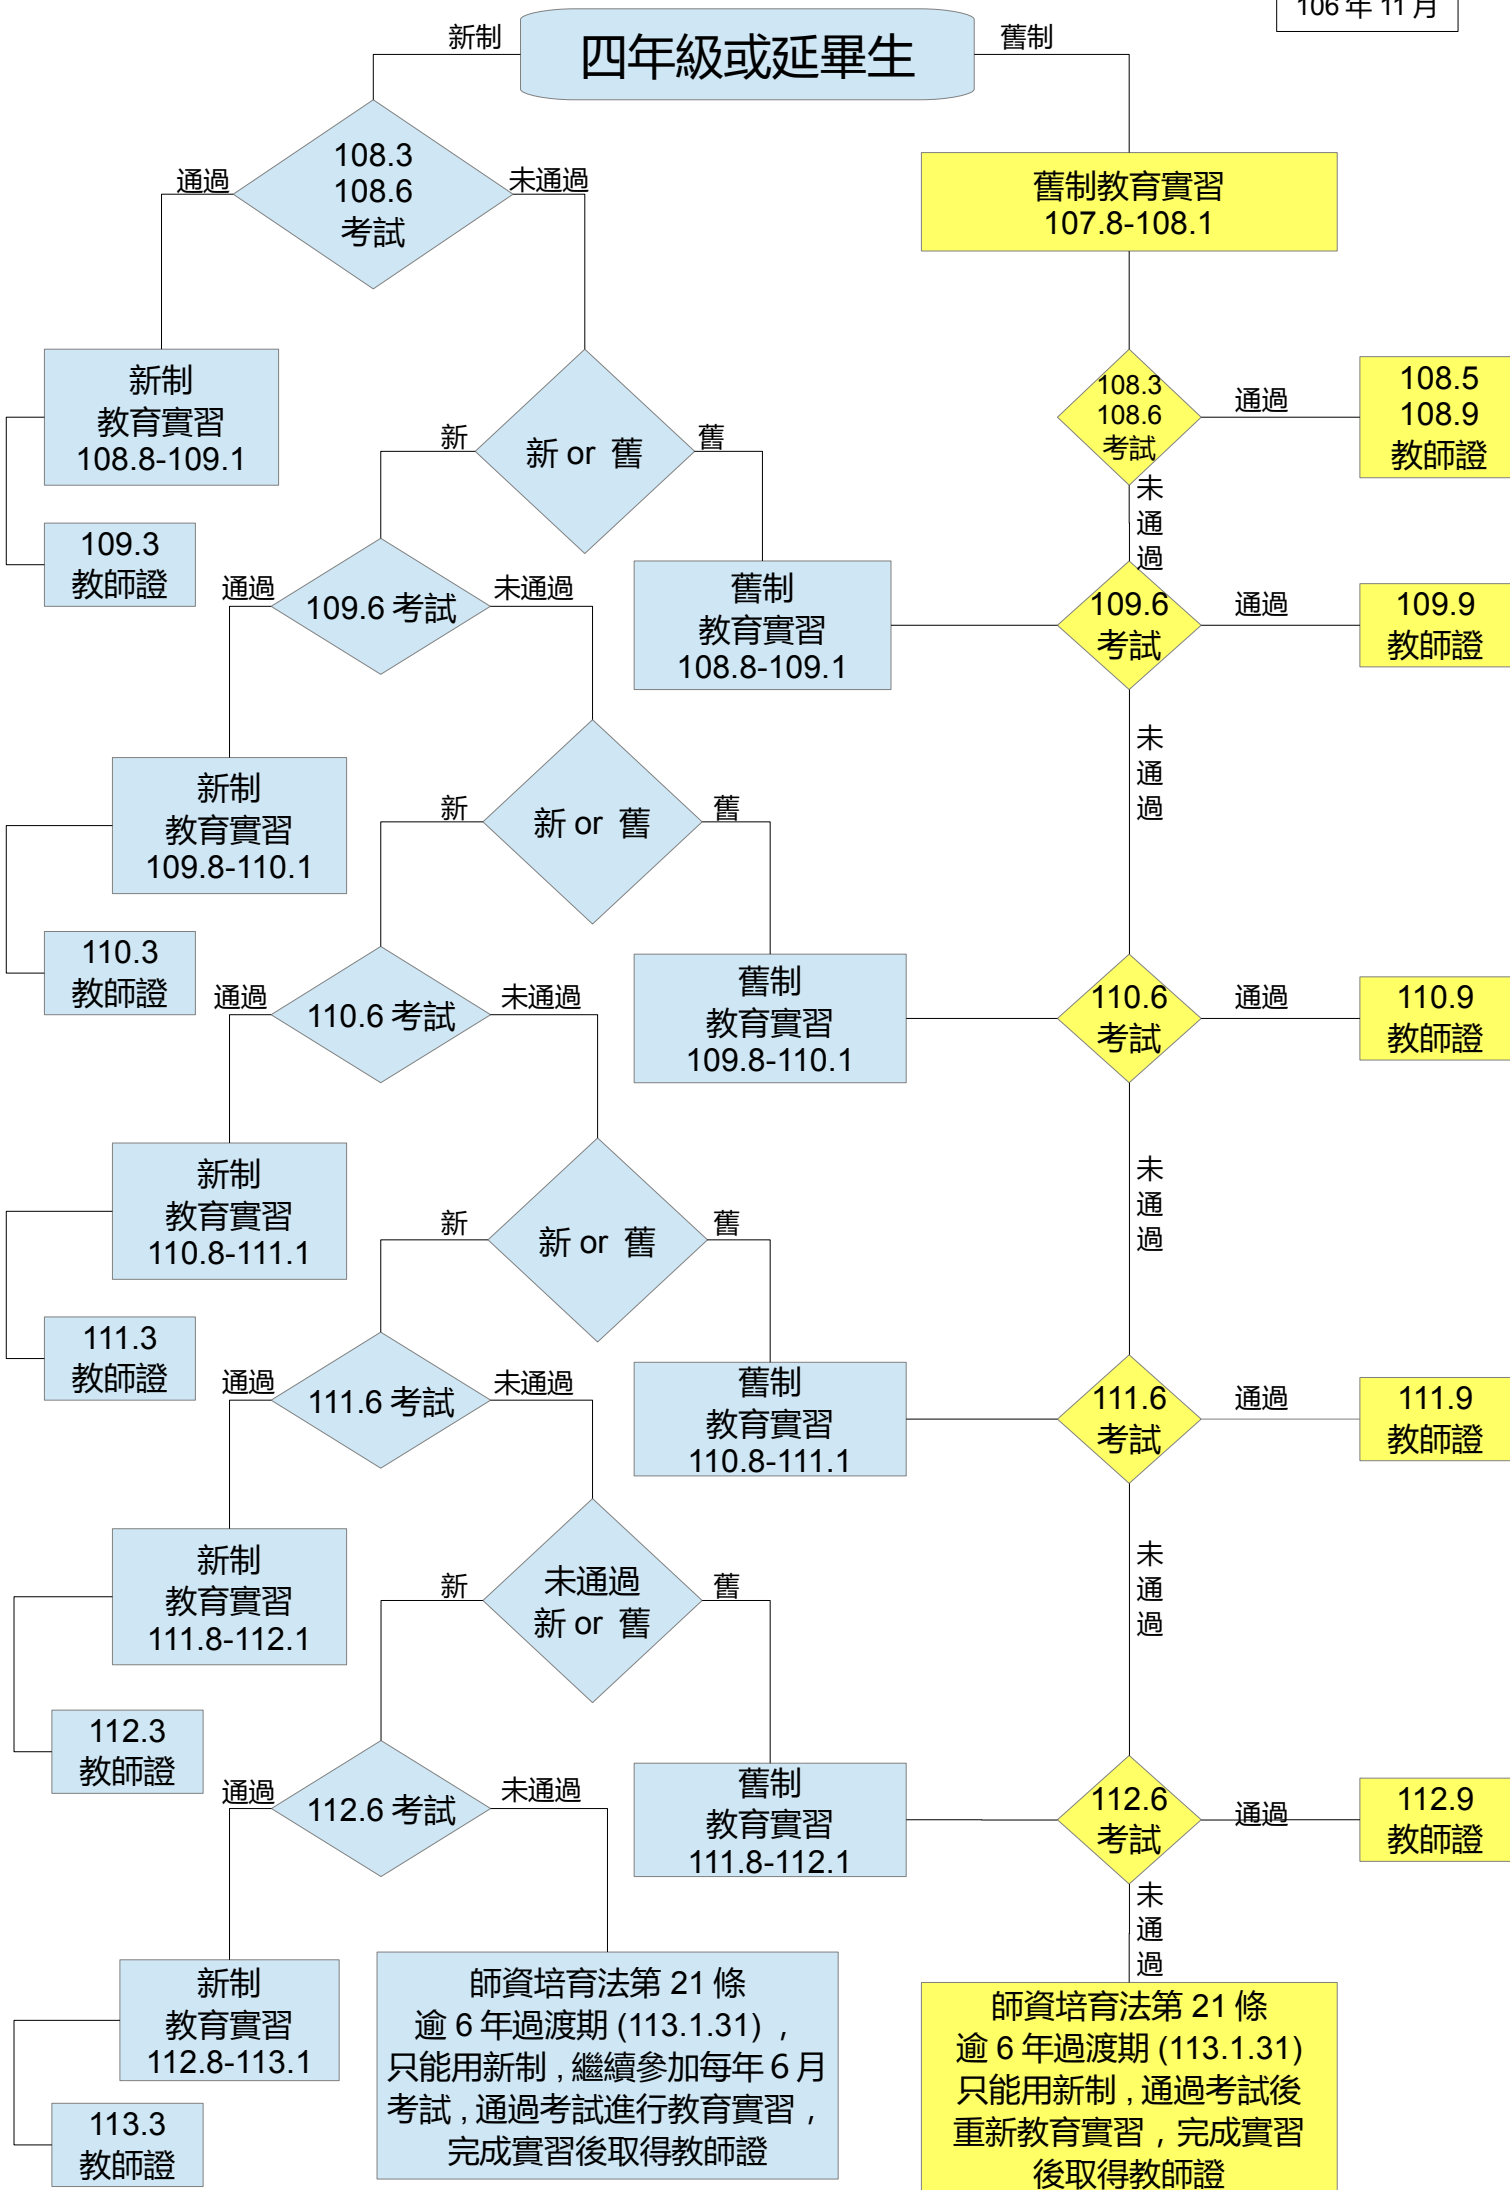 106 年 11 月
新制
四年級或延畢生
舊制
108.3
108.6
考試
通過
未通過
舊制教育實習
107.8-108.1
新制
教育實習
108.8-109.1
新 or 舊
新
舊
108.3
108.6
考試
通過
108.5
108.9
教師證
未
通
過
109.3
教師證
109.6 考試
通過
未通過
舊制
教育實習
108.8-109.1
109.6
考試
通過
109.9
教師證
未
通
過
新制
教育實習
109.8-110.1
新 or 舊
新
舊
110.3
教師證
110.6 考試
通過
未通過
舊制
教育實習
109.8-110.1
110.6
考試
通過
110.9
教師證
未
通
過
新制
教育實習
110.8-111.1
新 or 舊
新
舊
111.3
教師證
111.6 考試
通過
未通過
舊制
教育實習
110.8-111.1
111.6
考試
通過
111.9
教師證
未
通
過
新制
教育實習
111.8-112.1
未通過
新 or 舊
新
舊
112.3
教師證
112.6 考試
通過
未通過
舊制
教育實習
111.8-112.1
112.6
考試
通過
112.9
教師證
未
通
過
新制
教育實習
112.8-113.1
113.3
教師證
師資培育法第 21 條
逾 6 年過渡期 (113.1.31) ，
只能用新制 , 繼續參加每年 6 月
考試 , 通過考試進行教育實習，
完成實習後取得教師證
師資培育法第 21 條
逾 6 年過渡期 (113.1.31)
只能用新制 , 通過考試後
重新教育實習，完成實習
後取得教師證